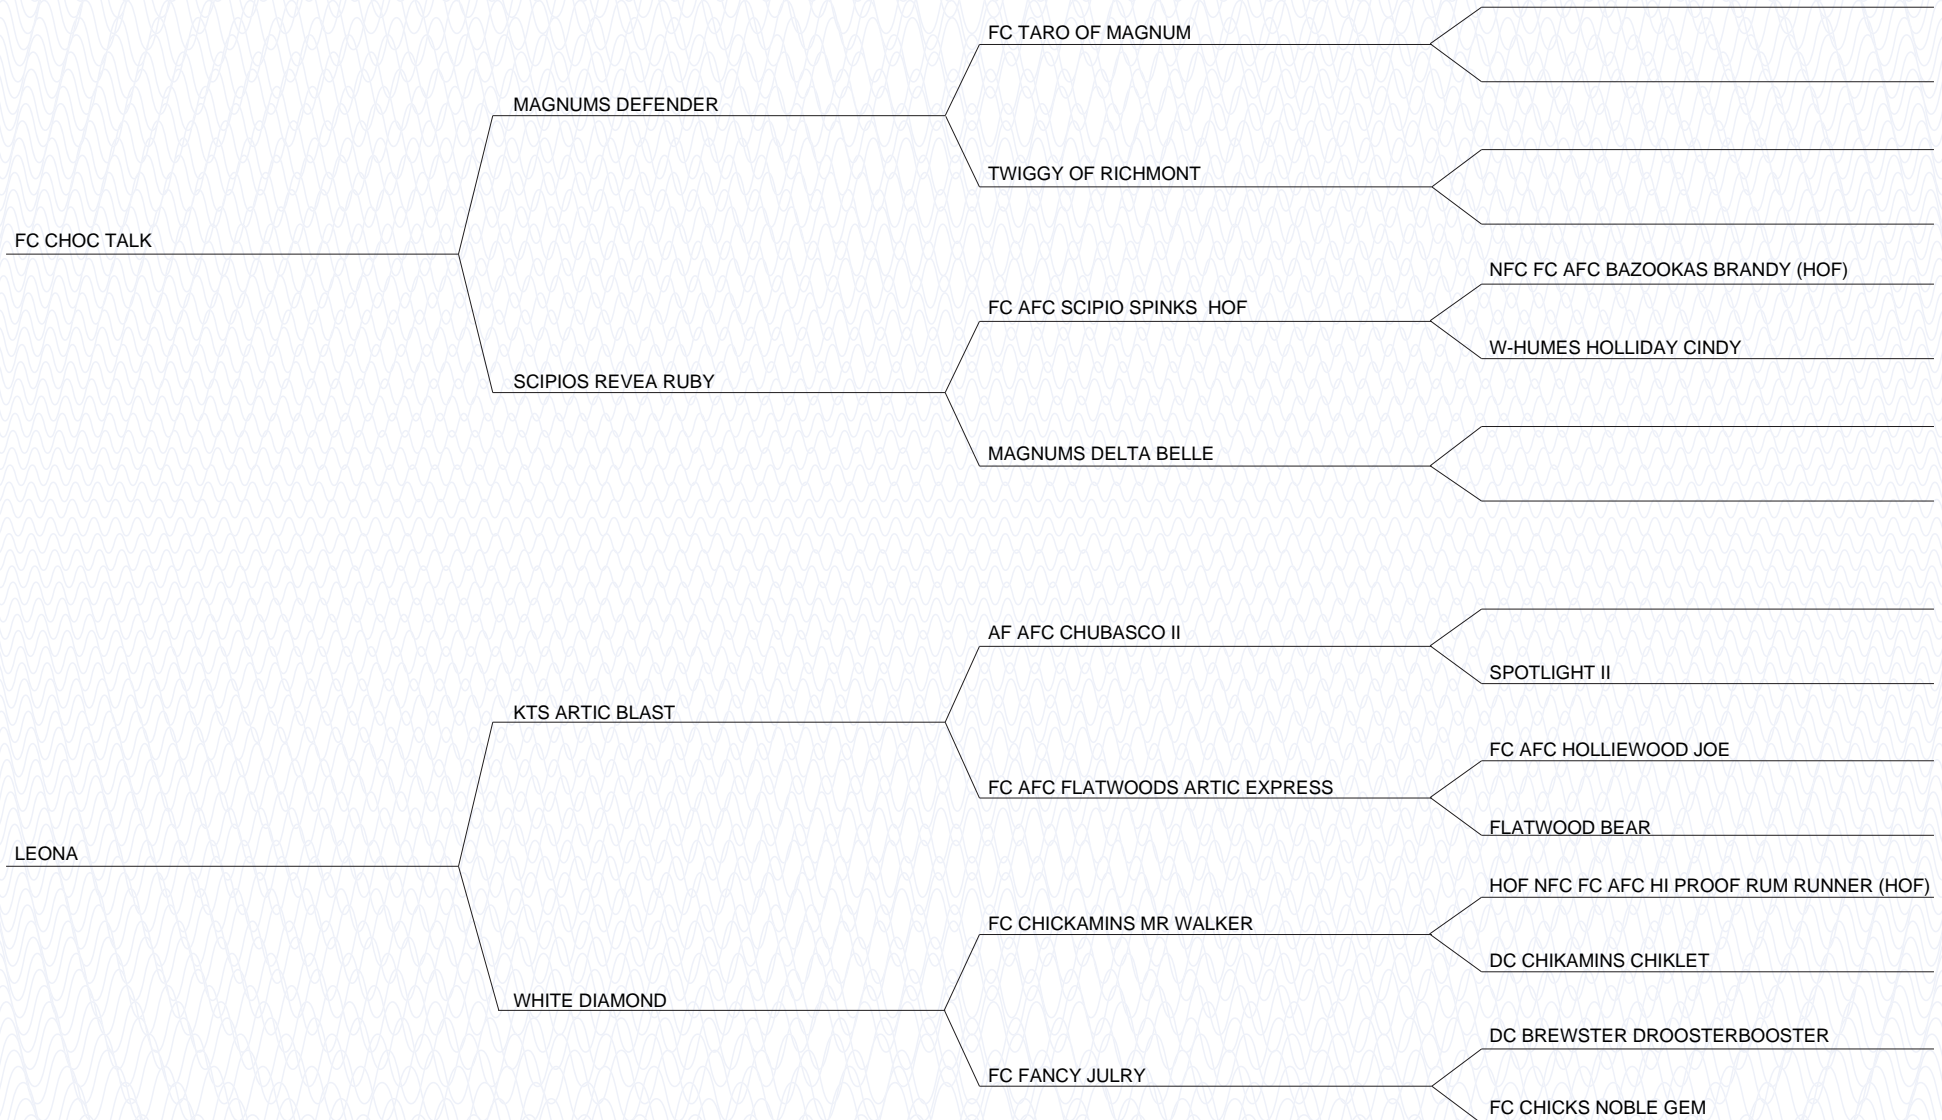 FC TARO OF MAGNUM
MAGNUMS DEFENDER
TWIGGY OF RICHMONT
FC CHOC TALK
NFC FC AFC BAZOOKAS BRANDY (HOF)
FC AFC SCIPIO SPINKS  HOF
W-HUMES HOLLIDAY CINDY
SCIPIOS REVEA RUBY
MAGNUMS DELTA BELLE
AF AFC CHUBASCO II
SPOTLIGHT II
KTS ARTIC BLAST
FC AFC HOLLIEWOOD JOE
FC AFC FLATWOODS ARTIC EXPRESS
FLATWOOD BEAR
LEONA
HOF NFC FC AFC HI PROOF RUM RUNNER (HOF)
FC CHICKAMINS MR WALKER
DC CHIKAMINS CHIKLET
WHITE DIAMOND
DC BREWSTER DROOSTERBOOSTER
FC FANCY JULRY
FC CHICKS NOBLE GEM